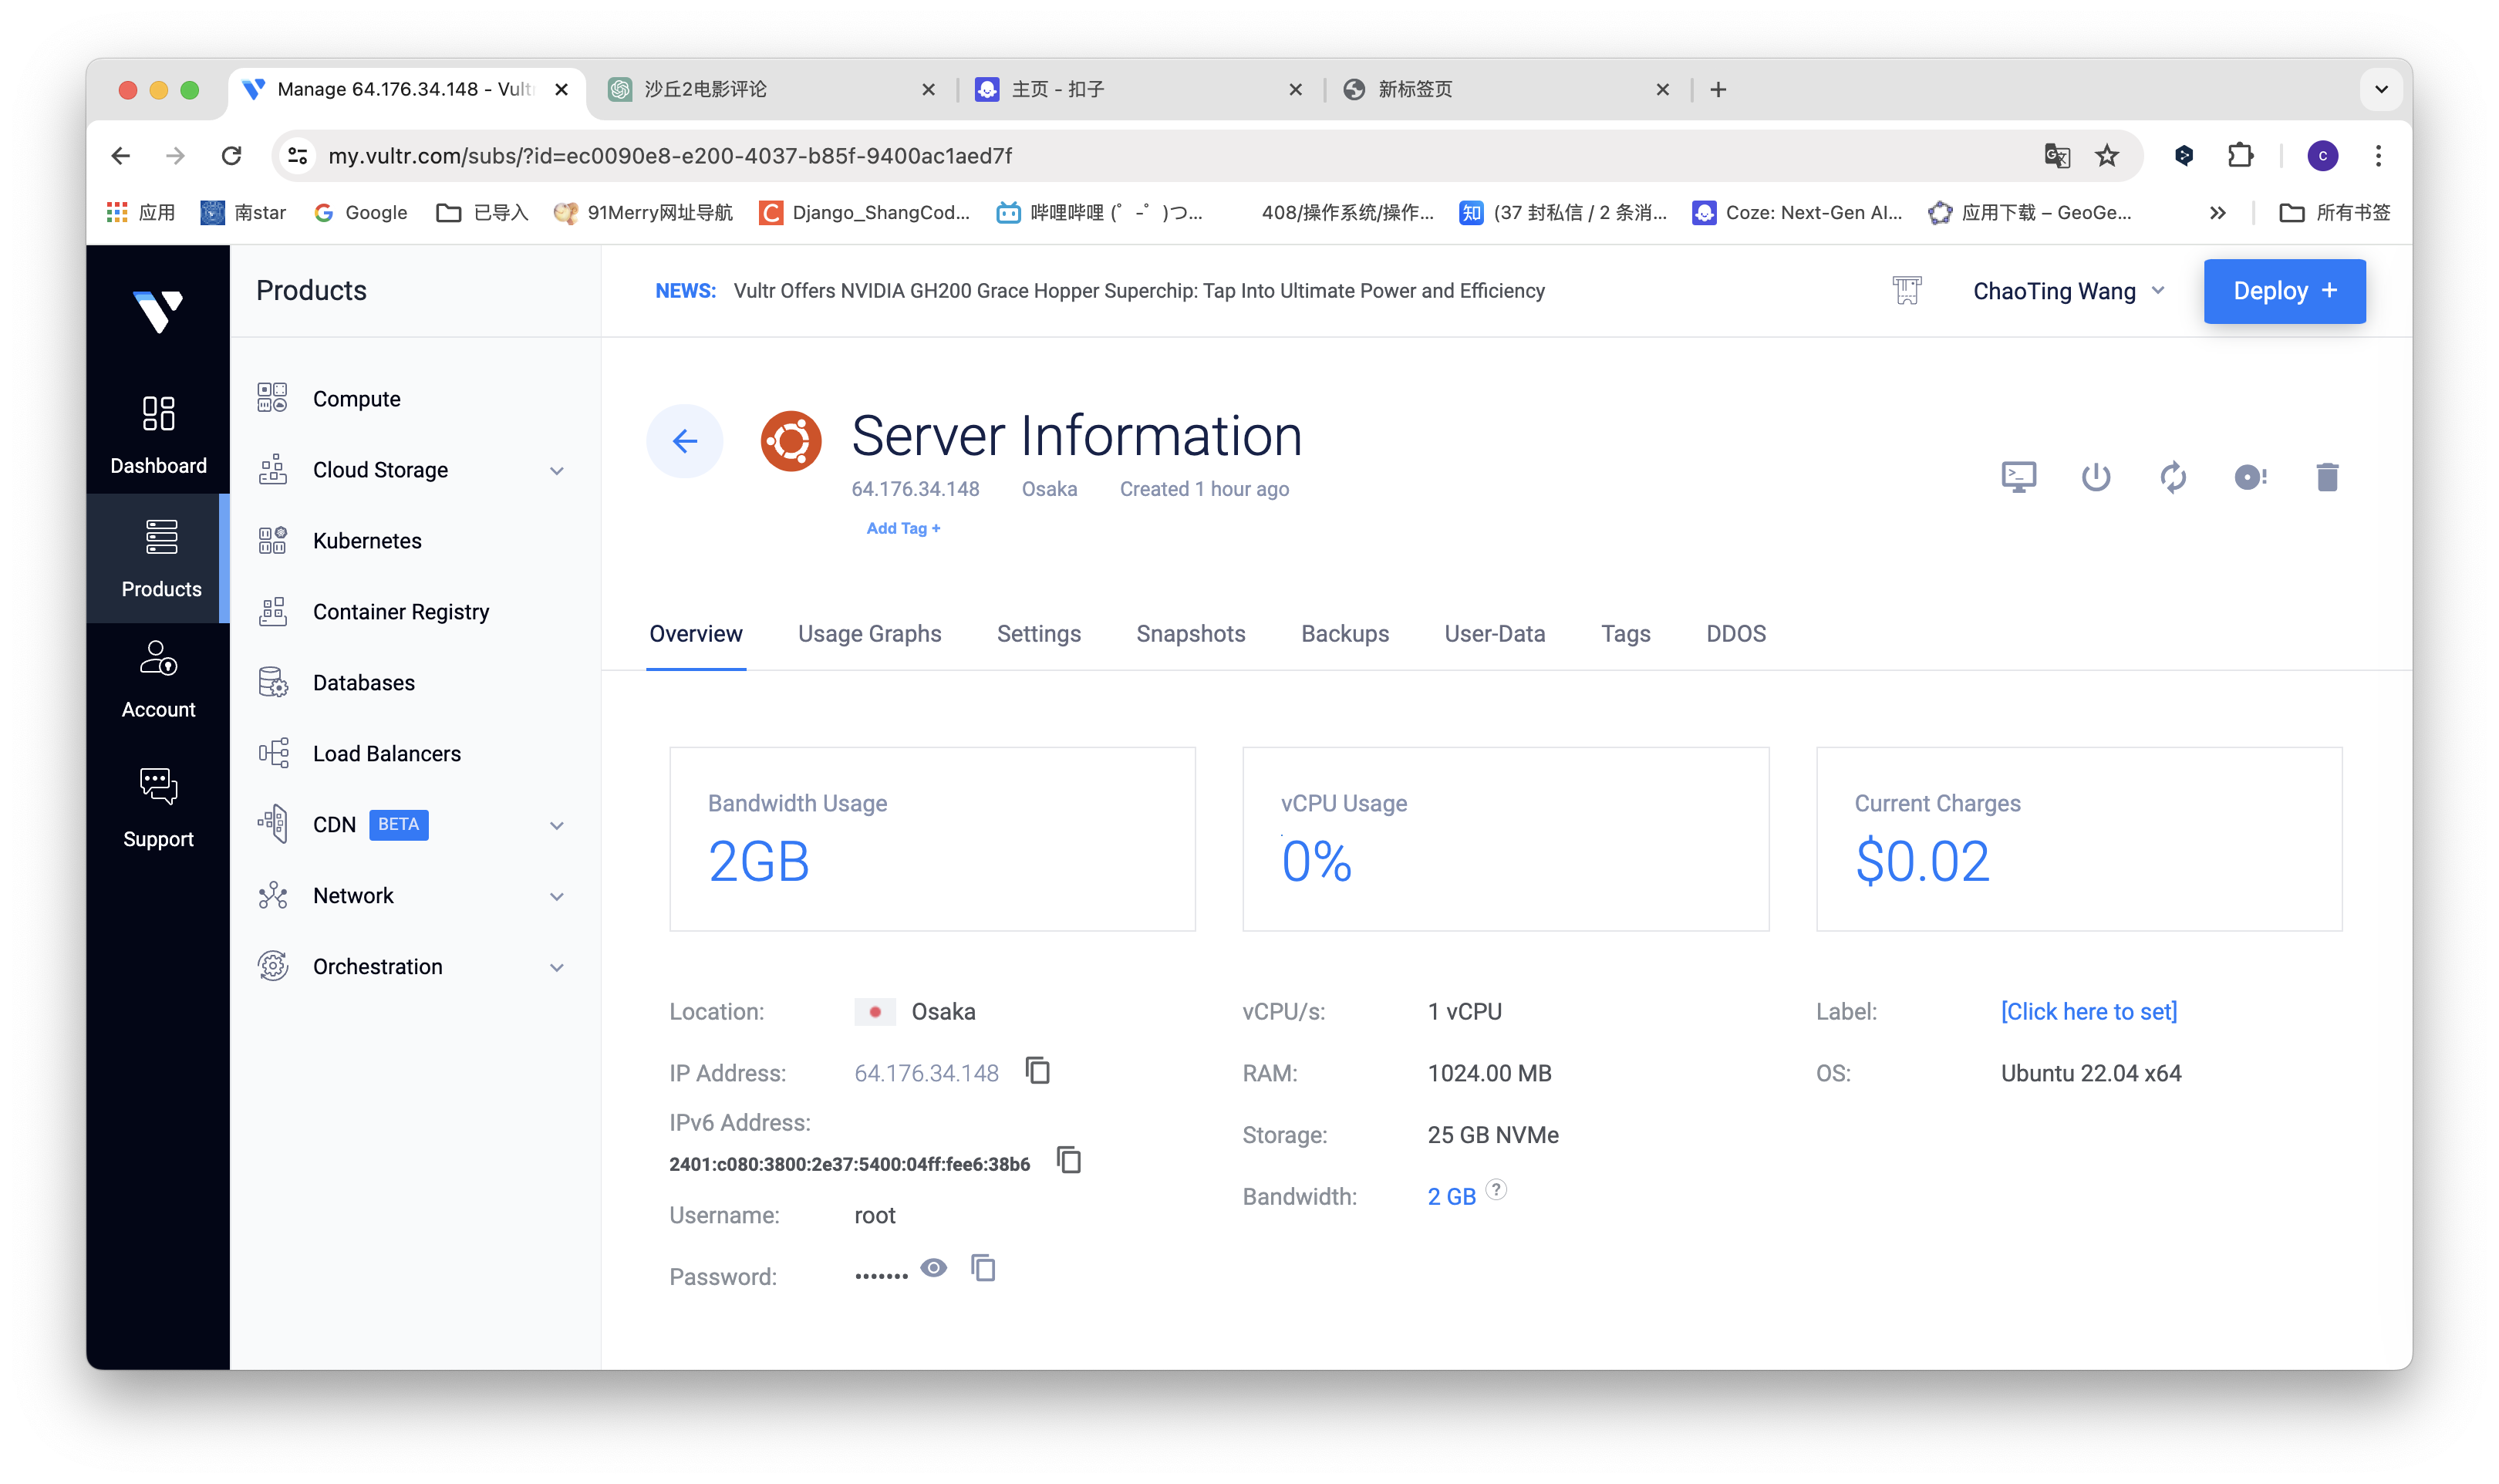 Manage 64.176.34.148 - Vult
沙丘2电影评论
主页 - 扣子
新标签页
my.vultr.com/subs/?id=ec0090e8-e200-4037-b85f-9400ac1aed7f
C
应用
南star
Google
已导入
91Merry网址导航
Django_ShangCod...
哔哩哔哩 (゜-゜)つ...
408/操作系统/操作...
知
(37 封私信 / 2 条消...
Coze: Next-Gen AI...
应用下载 – GeoGe...
所有书签
Products
NEWS: Vultr Offers NVIDIA GH200 Grace Hopper Superchip: Tap Into Ultimate Power and Efficiency
ChaoTing Wang
Deploy +
Dashboard
Products
Account
Support
Compute
Cloud Storage
Kubernetes
Container Registry
Databases
Load Balancers
CDN BETA
Network
Orchestration
Server Information
64.176.34.148 Osaka Created 1 hour ago
Add Tag +
Overview Usage Graphs Settings Snapshots Backups User-Data Tags DDOS
Bandwidth Usage
2GB
vCPU Usage
0%
Current Charges
$0.02
Location: Osaka
IP Address: 64.176.34.148
IPv6 Address:
2401:c080:3800:2e37:5400:04ff:fee6:38b6
Username: root
Password: •••••••
vCPU/s: 1 vCPU
RAM: 1024.00 MB
Storage: 25 GB NVMe
Bandwidth: 2 GB ?
Label: [Click here to set]
OS: Ubuntu 22.04 x64